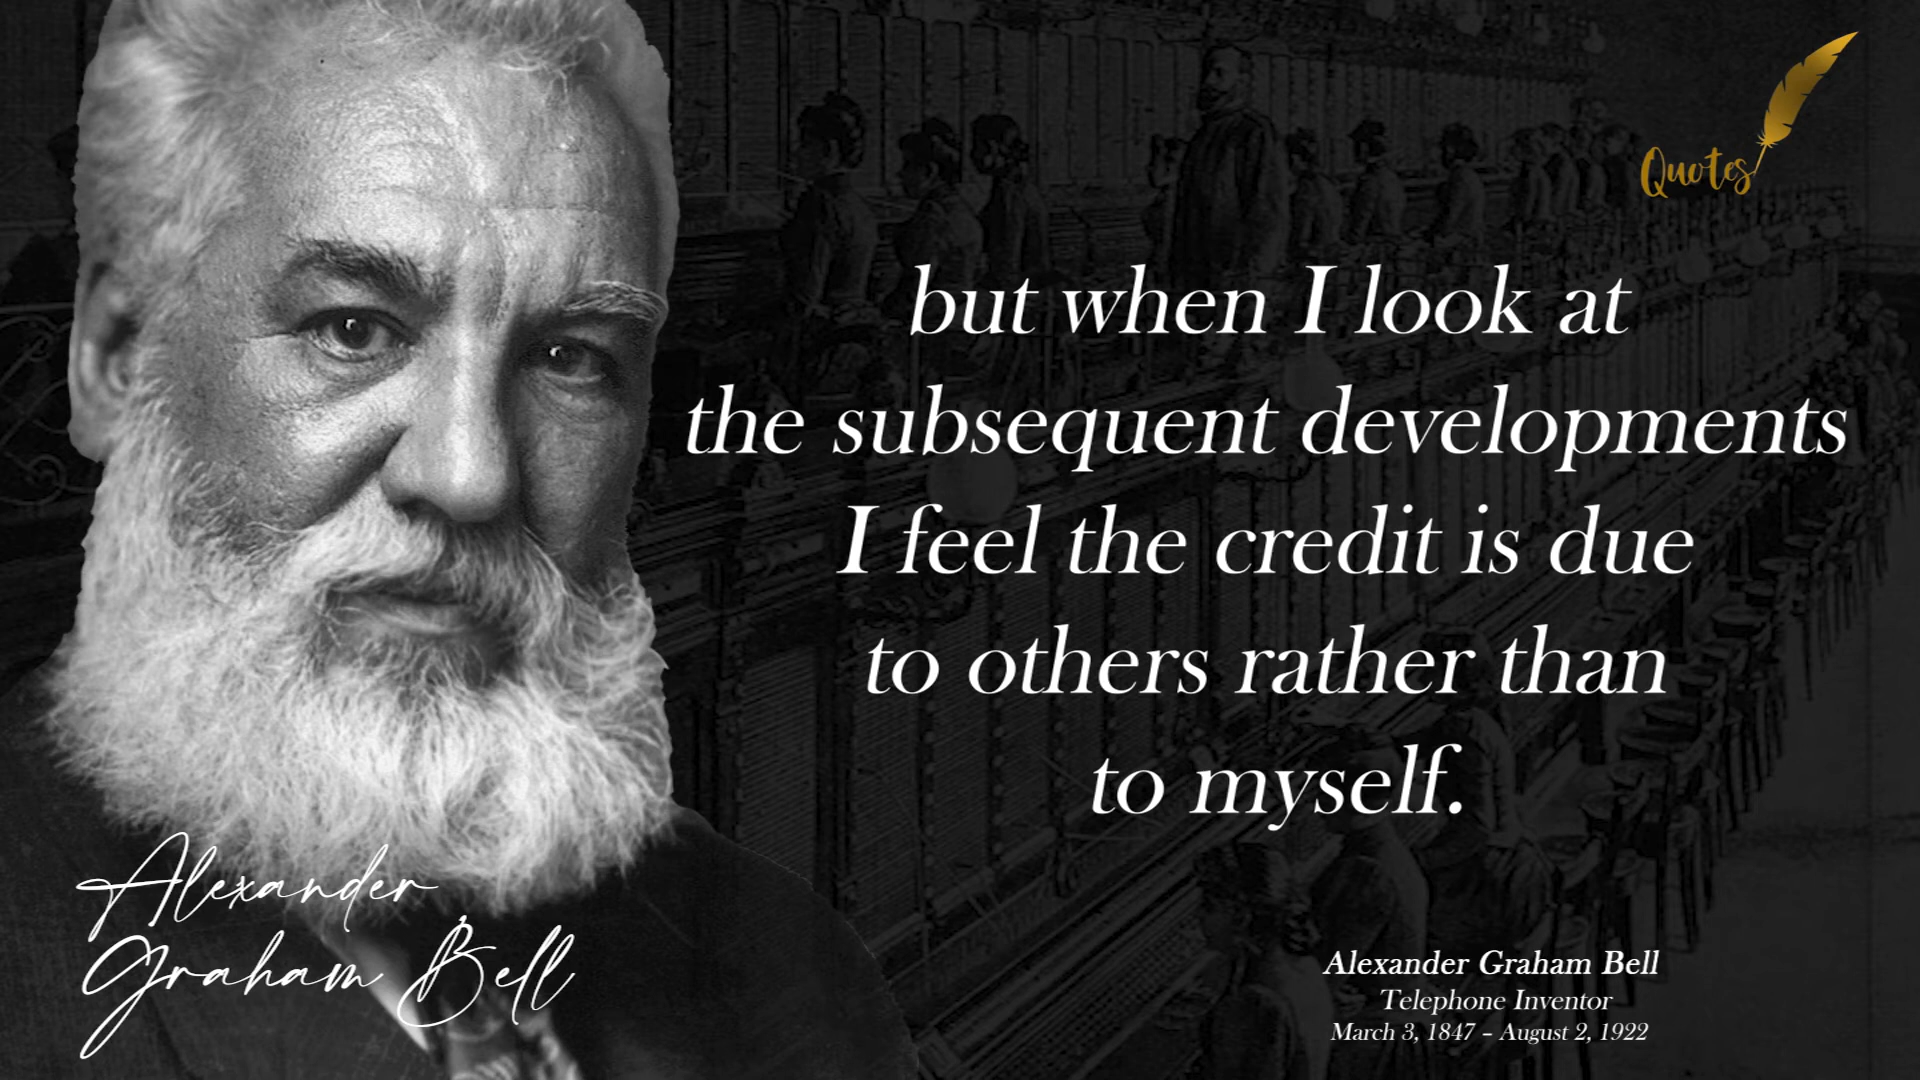 Quotes
but when I look at
the subsequent developments
I feel the credit is due
to others rather than
to myself.
Alexander
Graham Bell
Alexander Graham Bell
Telephone Inventor
March 3, 1847 – August 2, 1922